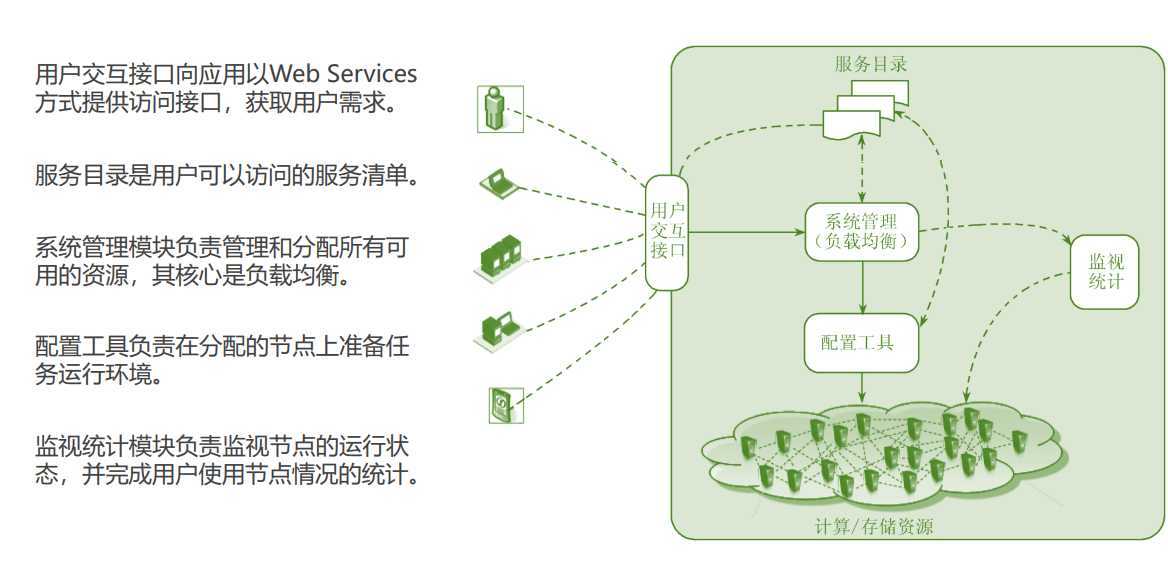 用户交互接口向应用以Web Services
方式提供访问接口，获取用户需求。
服务目录是用户可以访问的服务清单。
系统管理模块负责管理和分配所有可
用的资源，其核心是负载均衡。
配置工具负责在分配的节点上准备任
务运行环境。
监视统计模块负责监视节点的运行状
态，并完成用户使用节点情况的统计。
服务目录
用户
交互
接口
系统管理
（负载均衡）
监视
统计
配置工具
计算/存储资源